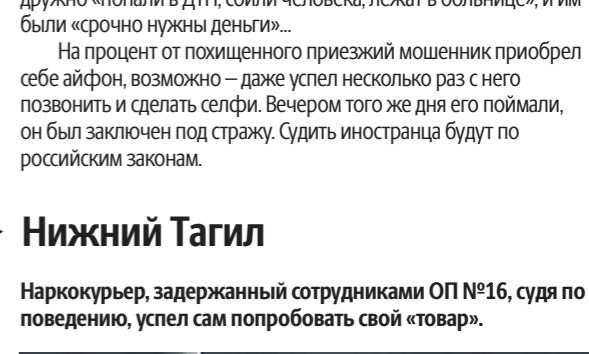 дружно «попали в ДТП, сбили человека, лежат в больнице», и им
были «срочно нужны деньги»...
На процент от похищенного приезжий мошенник приобрел
себе айфон, возможно – даже успел несколько раз с него
позвонить и сделать селфи. Вечером того же дня его поймали,
он был заключен под стражу. Судить иностранца будут по
российским законам.
Нижний Тагил
Наркокурьер, задержанный сотрудниками ОП №16, судя по
поведению, успел сам попробовать свой «товар».